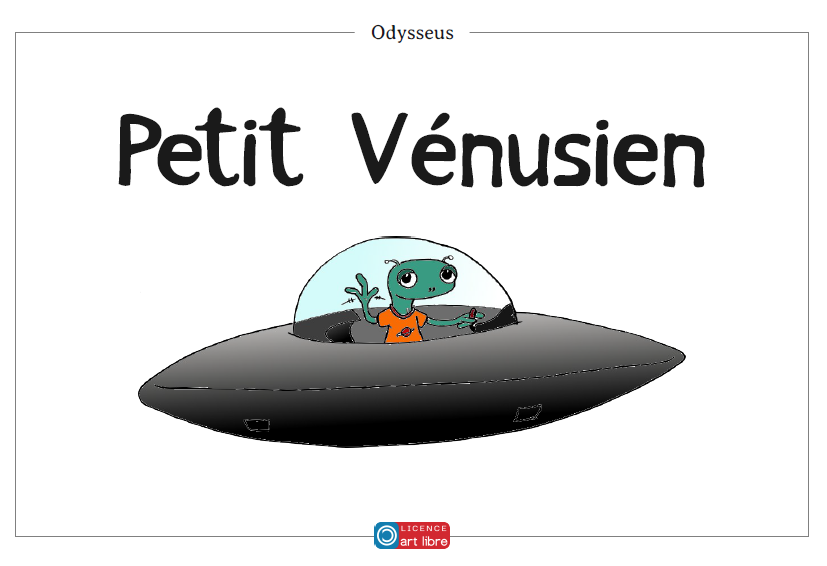 Odysseus
Petit Vénusien
LICENCE
art libre